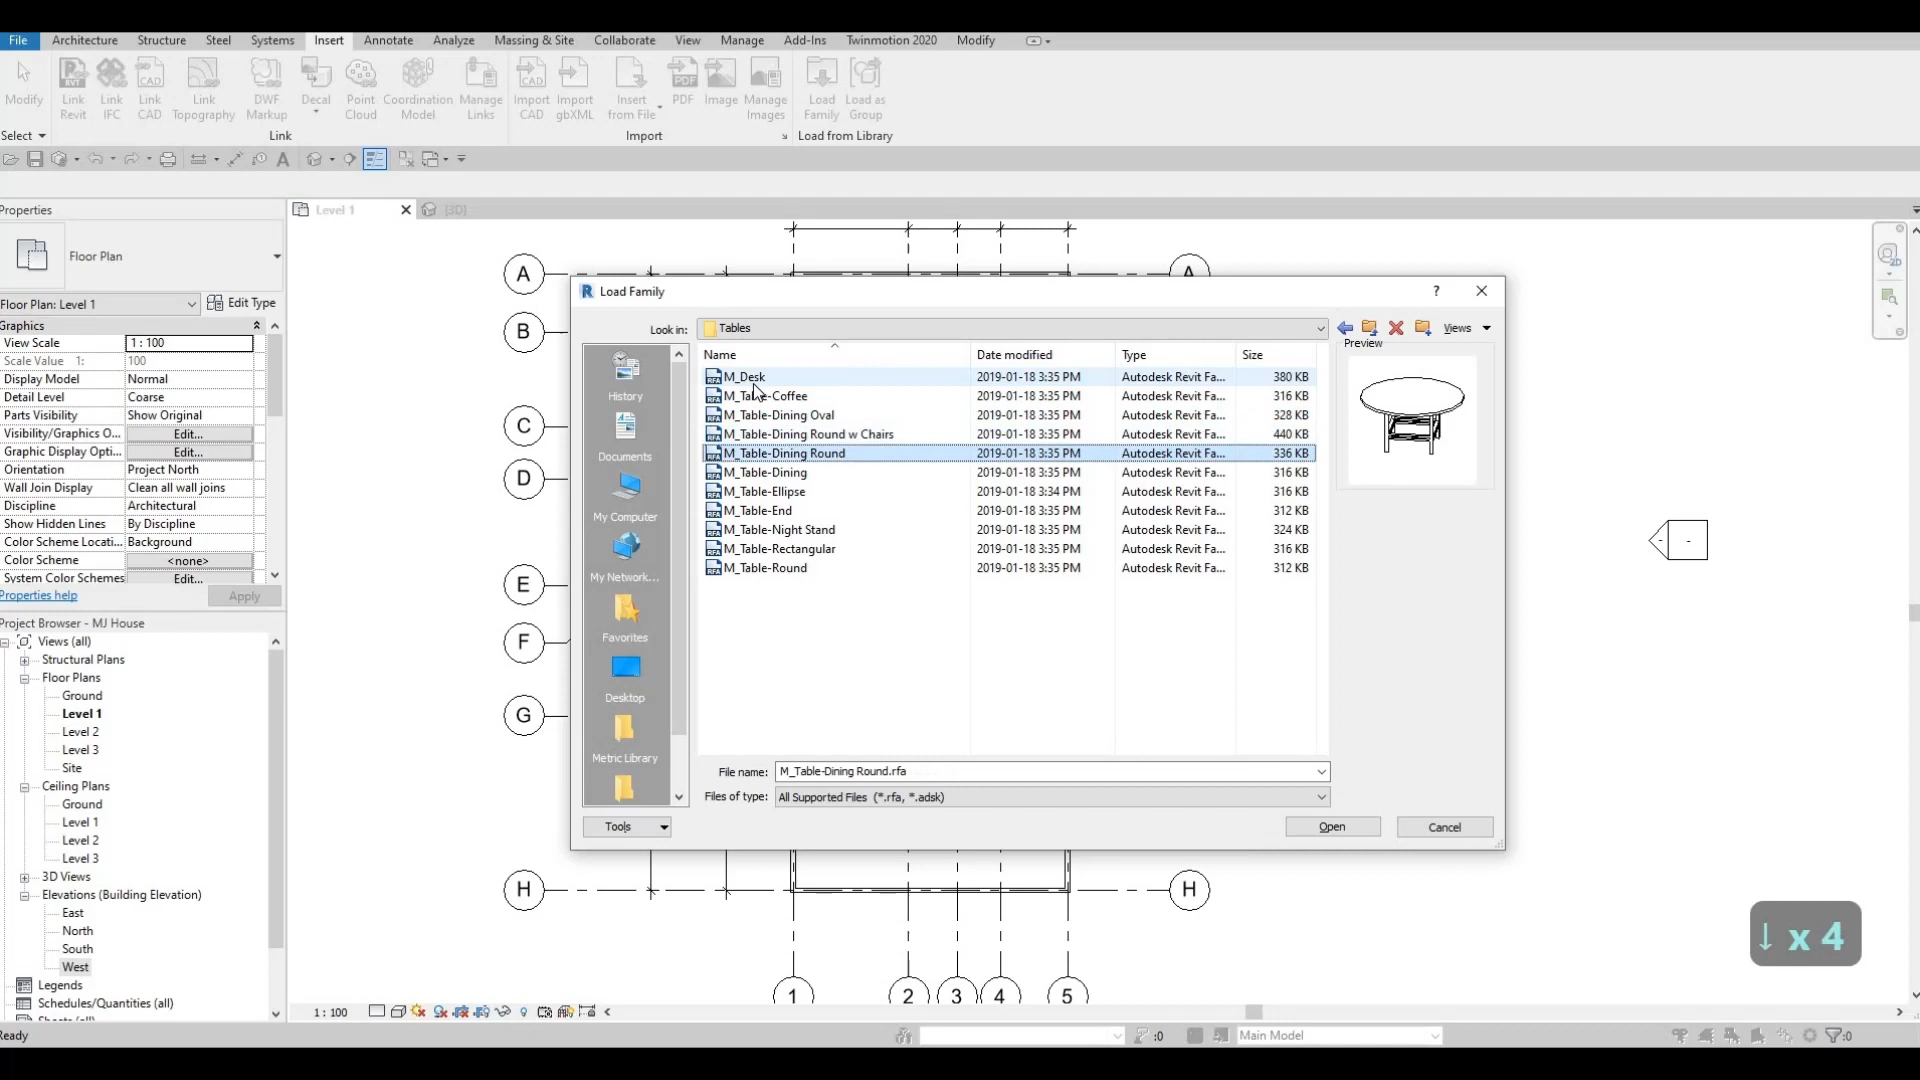 File Architecture Structure Steel Systems Insert Annotate Analyze Massing & Site Collaborate View Manage Add-Ins Twinmotion 2020 Modify
Modify
Link Revit
Link IFC
Link CAD
Link Topography
DWF Markup
Decal
Point Cloud
Coordination Model
Manage Links
Import CAD
Import gbXML
Insert from File
PDF
Image
Manage Images
Load Family
Load as Group
Select
Link
Import
Load from Library
Properties
Level 1
{3D}
Floor Plan
Floor Plan: Level 1
Edit Type
Graphics
View Scale 1 : 100
Scale Value 1: 100
Display Model Normal
Detail Level Coarse
Parts Visibility Show Original
Visibility/Graphics O... Edit...
Graphic Display Opti... Edit...
Orientation Project North
Wall Join Display Clean all wall joins
Discipline Architectural
Show Hidden Lines By Discipline
Color Scheme Locati... Background
Color Scheme <none>
System Color Schemes Edit...
Properties help
Apply
Project Browser - MJ House
Views (all)
Structural Plans
Floor Plans
Ground
Level 1
Level 2
Level 3
Site
Ceiling Plans
Ground
Level 1
Level 2
Level 3
3D Views
Elevations (Building Elevation)
East
North
South
West
Legends
Schedules/Quantities (all)
A
A
B
C
D
E
F
G
H
H
1
2
3
4
5
Load Family
?
Look in: Tables
Views
Preview
History
Documents
My Computer
My Network...
Favorites
Desktop
Metric Library
Name Date modified Type Size
M_Desk 2019-01-18 3:35 PM Autodesk Revit Fa... 380 KB
M_Table-Coffee 2019-01-18 3:35 PM Autodesk Revit Fa... 316 KB
M_Table-Dining Oval 2019-01-18 3:35 PM Autodesk Revit Fa... 328 KB
M_Table-Dining Round w Chairs 2019-01-18 3:35 PM Autodesk Revit Fa... 440 KB
M_Table-Dining Round 2019-01-18 3:35 PM Autodesk Revit Fa... 336 KB
M_Table-Dining 2019-01-18 3:35 PM Autodesk Revit Fa... 316 KB
M_Table-Ellipse 2019-01-18 3:34 PM Autodesk Revit Fa... 316 KB
M_Table-End 2019-01-18 3:35 PM Autodesk Revit Fa... 312 KB
M_Table-Night Stand 2019-01-18 3:35 PM Autodesk Revit Fa... 324 KB
M_Table-Rectangular 2019-01-18 3:35 PM Autodesk Revit Fa... 316 KB
M_Table-Round 2019-01-18 3:35 PM Autodesk Revit Fa... 312 KB
File name: M_Table-Dining Round.rfa
Files of type: All Supported Files (*.rfa, *.adsk)
Tools
Open
Cancel
↓ x 4
1 : 100
Ready
:0
Main Model
:0